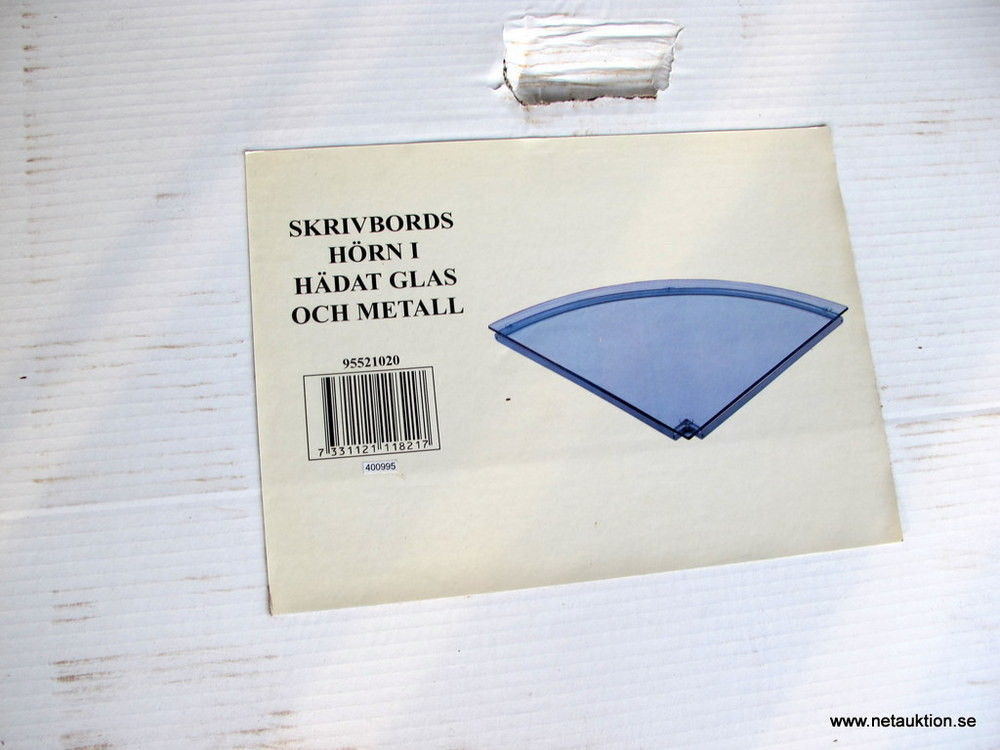 SKRIVBORDS
HÖRN I
HÄDAT GLAS
OCH METALL
95521020
7 331121 118217
400995
www.netauktion.se